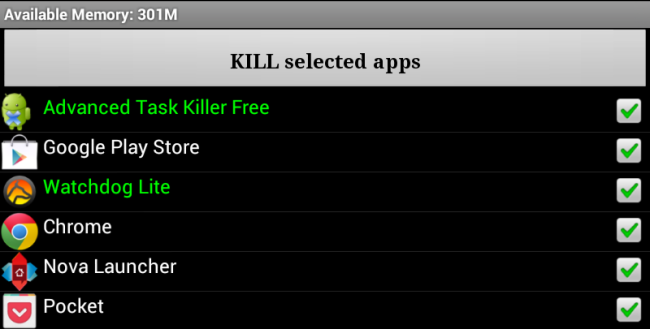 Available Memory: 301M
KILL selected apps
Advanced Task Killer Free
Google Play Store
Watchdog Lite
Chrome
Nova Launcher
Pocket